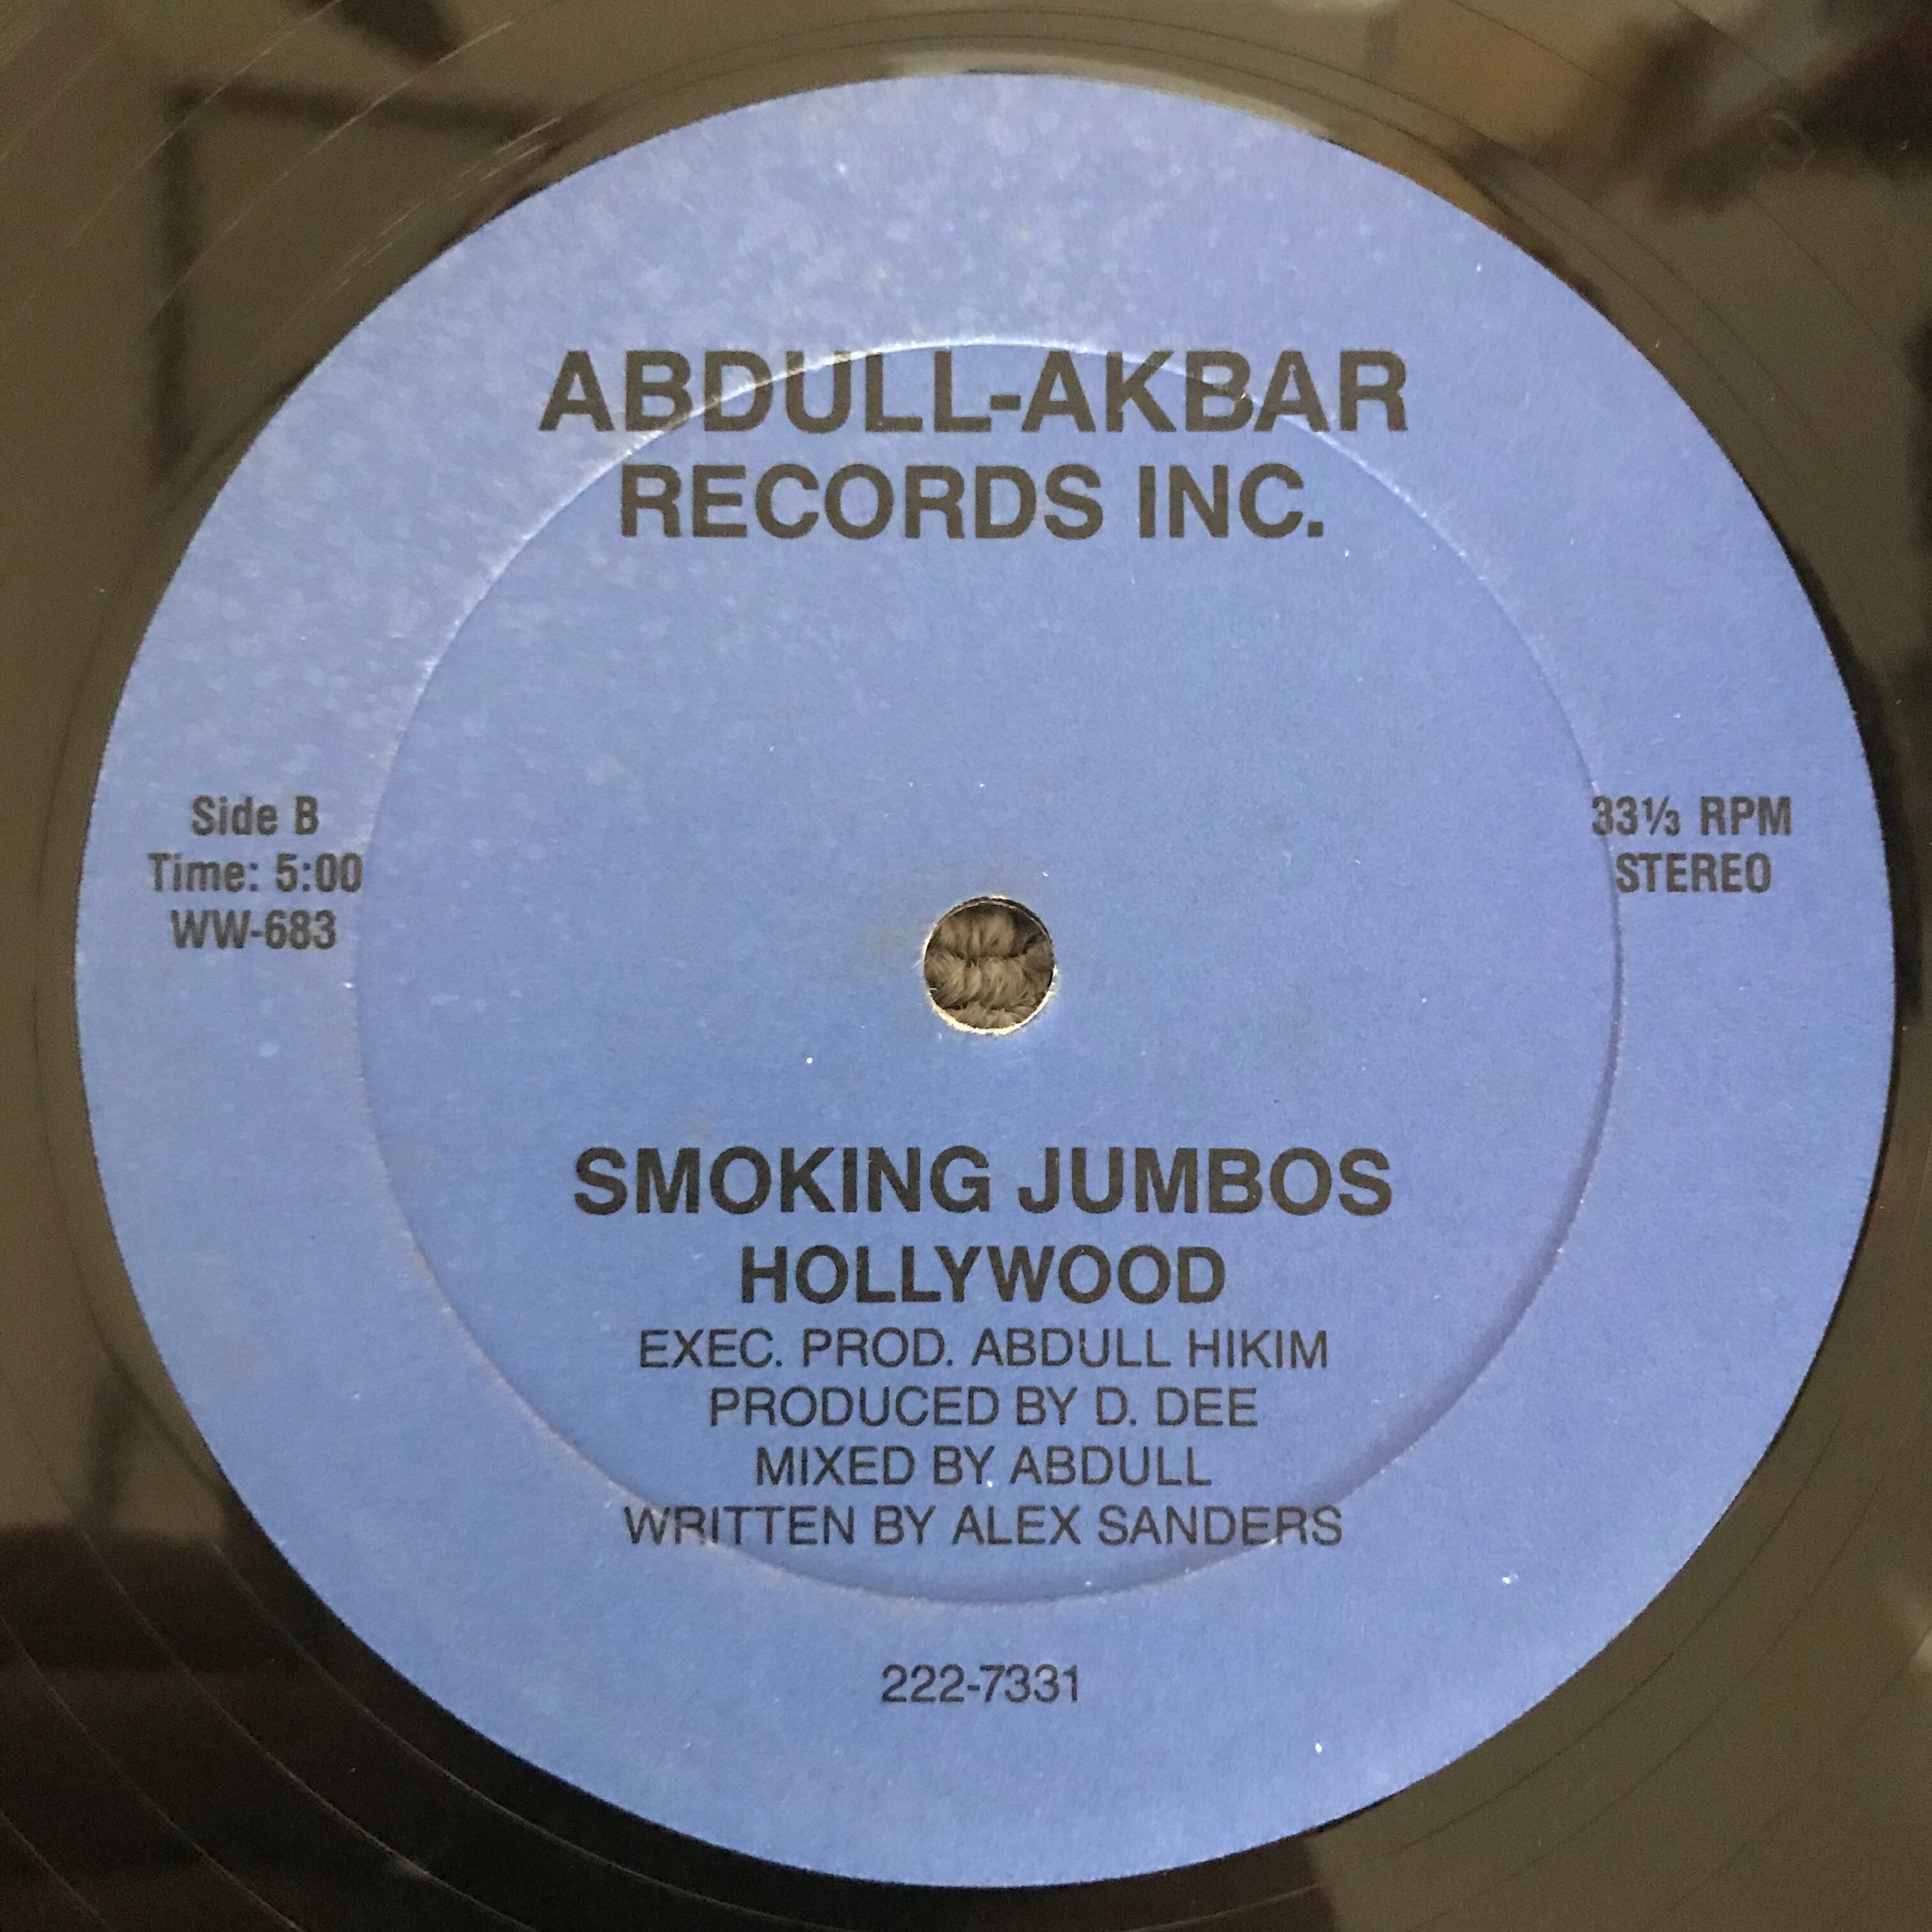 ABDULL-AKBAR
RECORDS INC.
Side B
Time: 5:00
WW-683
33⅓ RPM
STEREO
SMOKING JUMBOS
HOLLYWOOD
EXEC. PROD. ABDULL HIKIM
PRODUCED BY D. DEE
MIXED BY ABDULL
WRITTEN BY ALEX SANDERS
222-7331